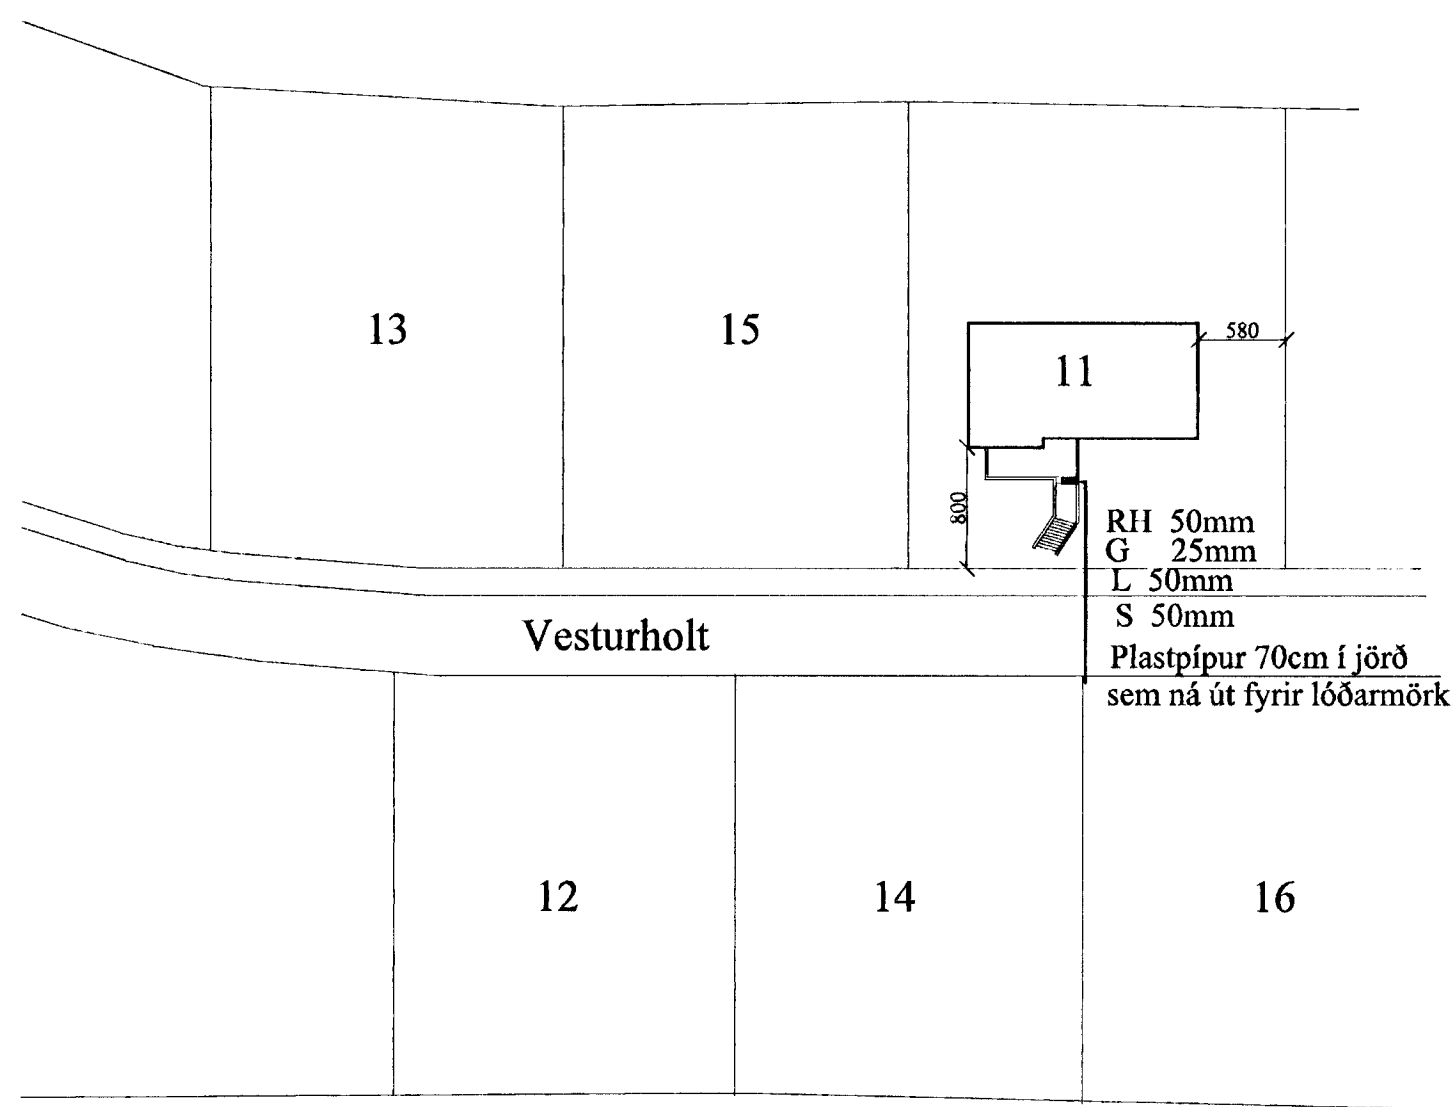 13
15
11
580
800
RH 50mm
G 25mm
L 50mm
S 50mm
Vesturholt
Plastpípur 70cm í jörð
sem ná út fyrir lóðarmörk
12
14
16